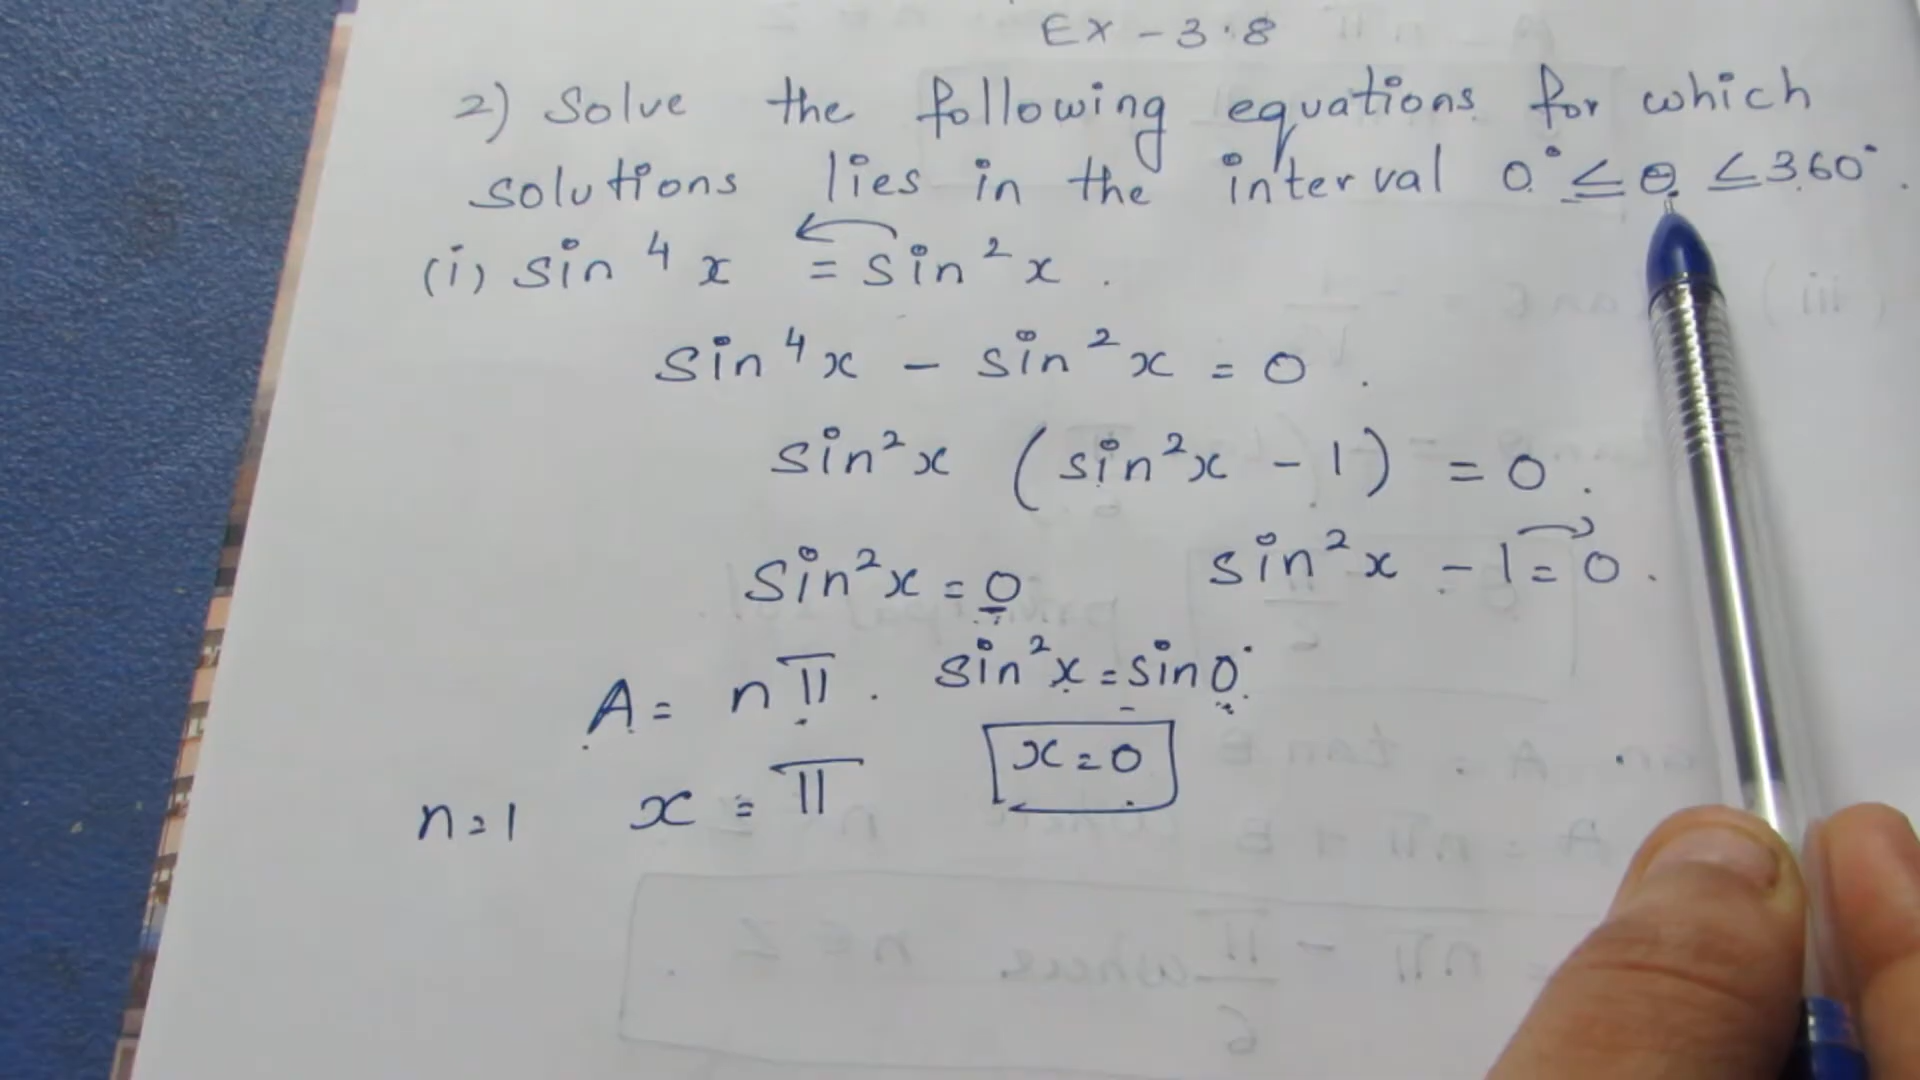 EX - 3.8
2) Solve the following equations for which
solutions lies in the interval 0° ≤ θ ≤ 360°.
(i) sin⁴x = sin²x.
sin⁴x - sin²x = 0.
sin²x (sin²x - 1) = 0.
sin²x = 0 sin²x - 1 = 0.
A = nπ. sin²x = sin 0°
n=1 x = π x = 0